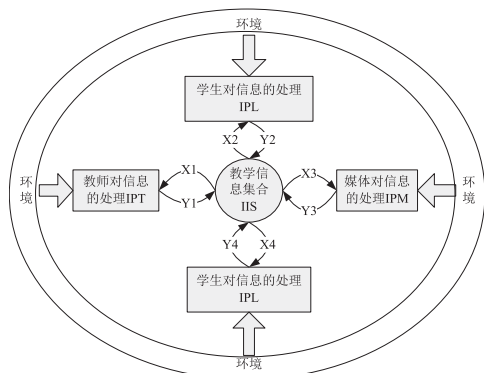 环境
学生对信息的处理
IPL
X2
Y2
环
境
教师对信息
的处理IPT
X1
Y1
教学信
息集合
IIS
X3
Y3
媒体对信息
的处理IPM
环
境
Y4
X4
学生对信息的处理
IPL
环境